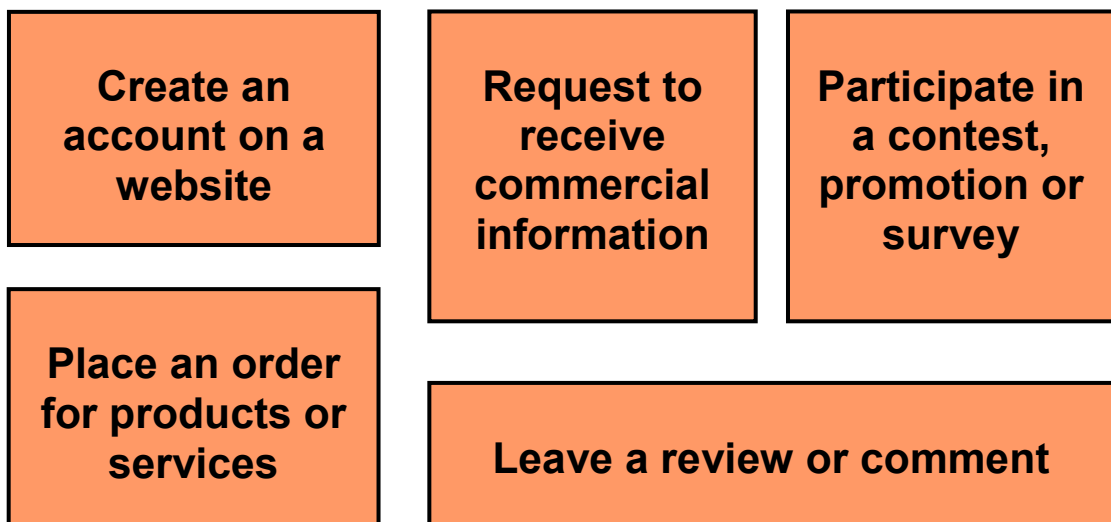 Create an
account on a
website
Request to
receive
commercial
information
Participate in
a contest,
promotion or
survey
Place an order
for products or
services
Leave a review or comment